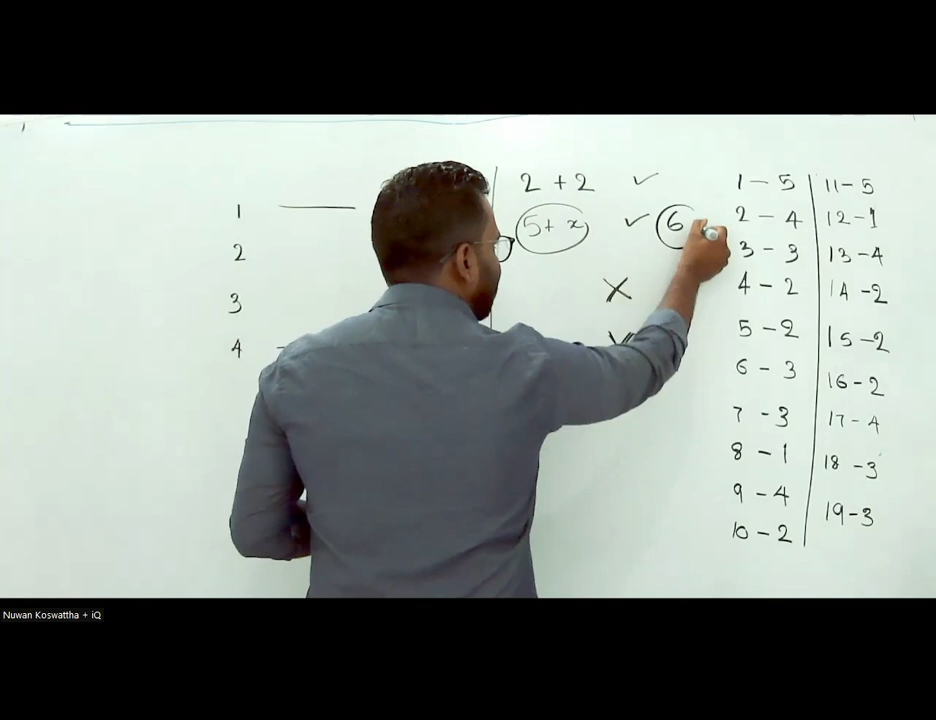 2 + 2 ✓
1
5 + x ✓ 6
2
3 ×
4
1 – 5
2 – 4
3 – 3
4 – 2
5 – 2
6 – 3
7 – 3
8 – 1
9 – 4
10 – 2
11 – 5
12 – 1
13 – 4
14 – 2
15 – 2
16 – 2
17 – 4
18 – 3
19 – 3
Nuwan Koswattha + iQ